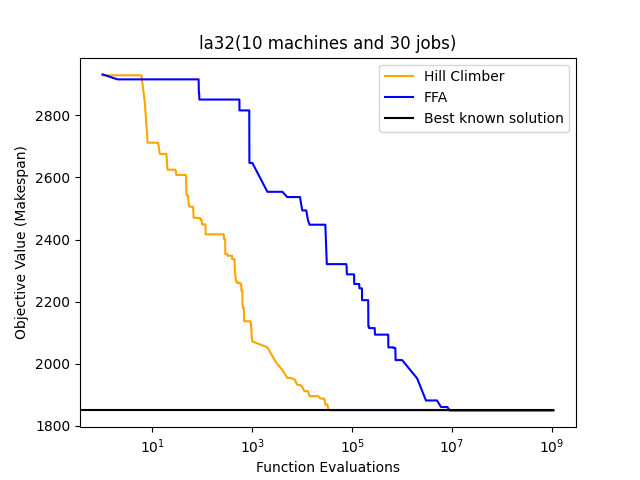 la32(10 machines and 30 jobs)
Hill Climber
FFA
Best known solution
Objective Value (Makespan)
2800
2600
2400
2200
2000
1800
10^1
10^3
10^5
10^7
10^9
Function Evaluations